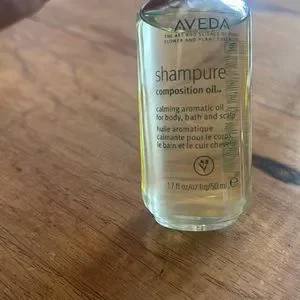 AVEDA
THE ART AND SCIENCE OF PURE
FLOWER AND PLANT ESSENCES
shampure
composition oil™
calming aromatic oil
for body, bath and scalp
huile aromatique
calmante pour le corps,
le bain et le cuir chevelu
1.7 fl oz/oz liq/50 ml ℮